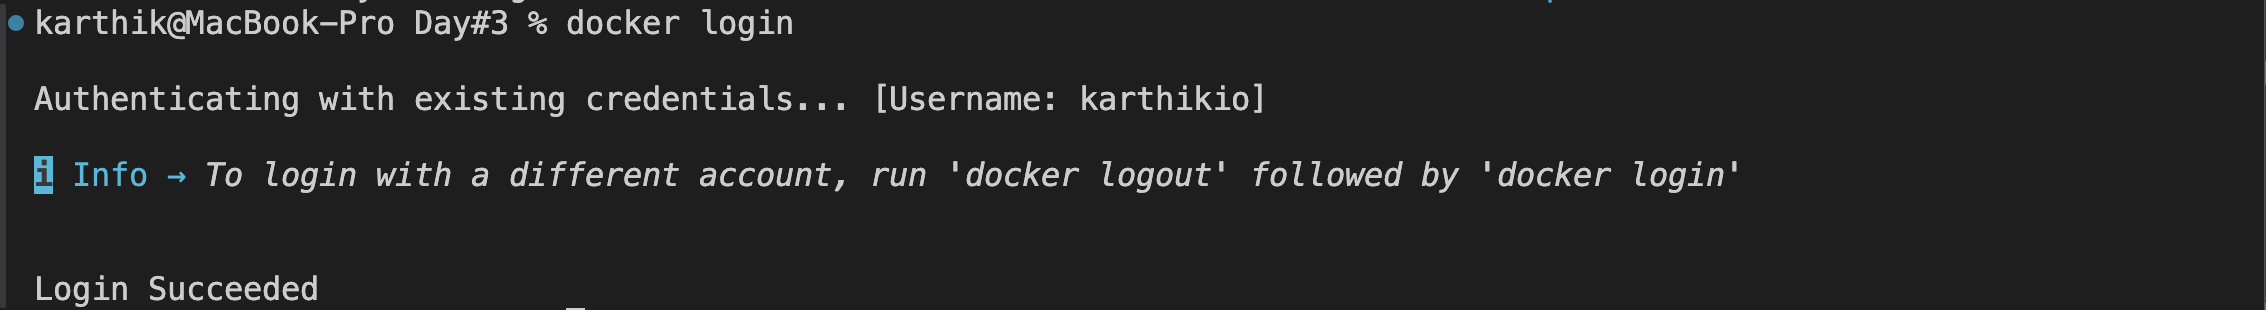 karthik@MacBook-Pro Day#3 % docker login
Authenticating with existing credentials... [Username: karthikio]
i Info → To login with a different account, run 'docker logout' followed by 'docker login'
Login Succeeded